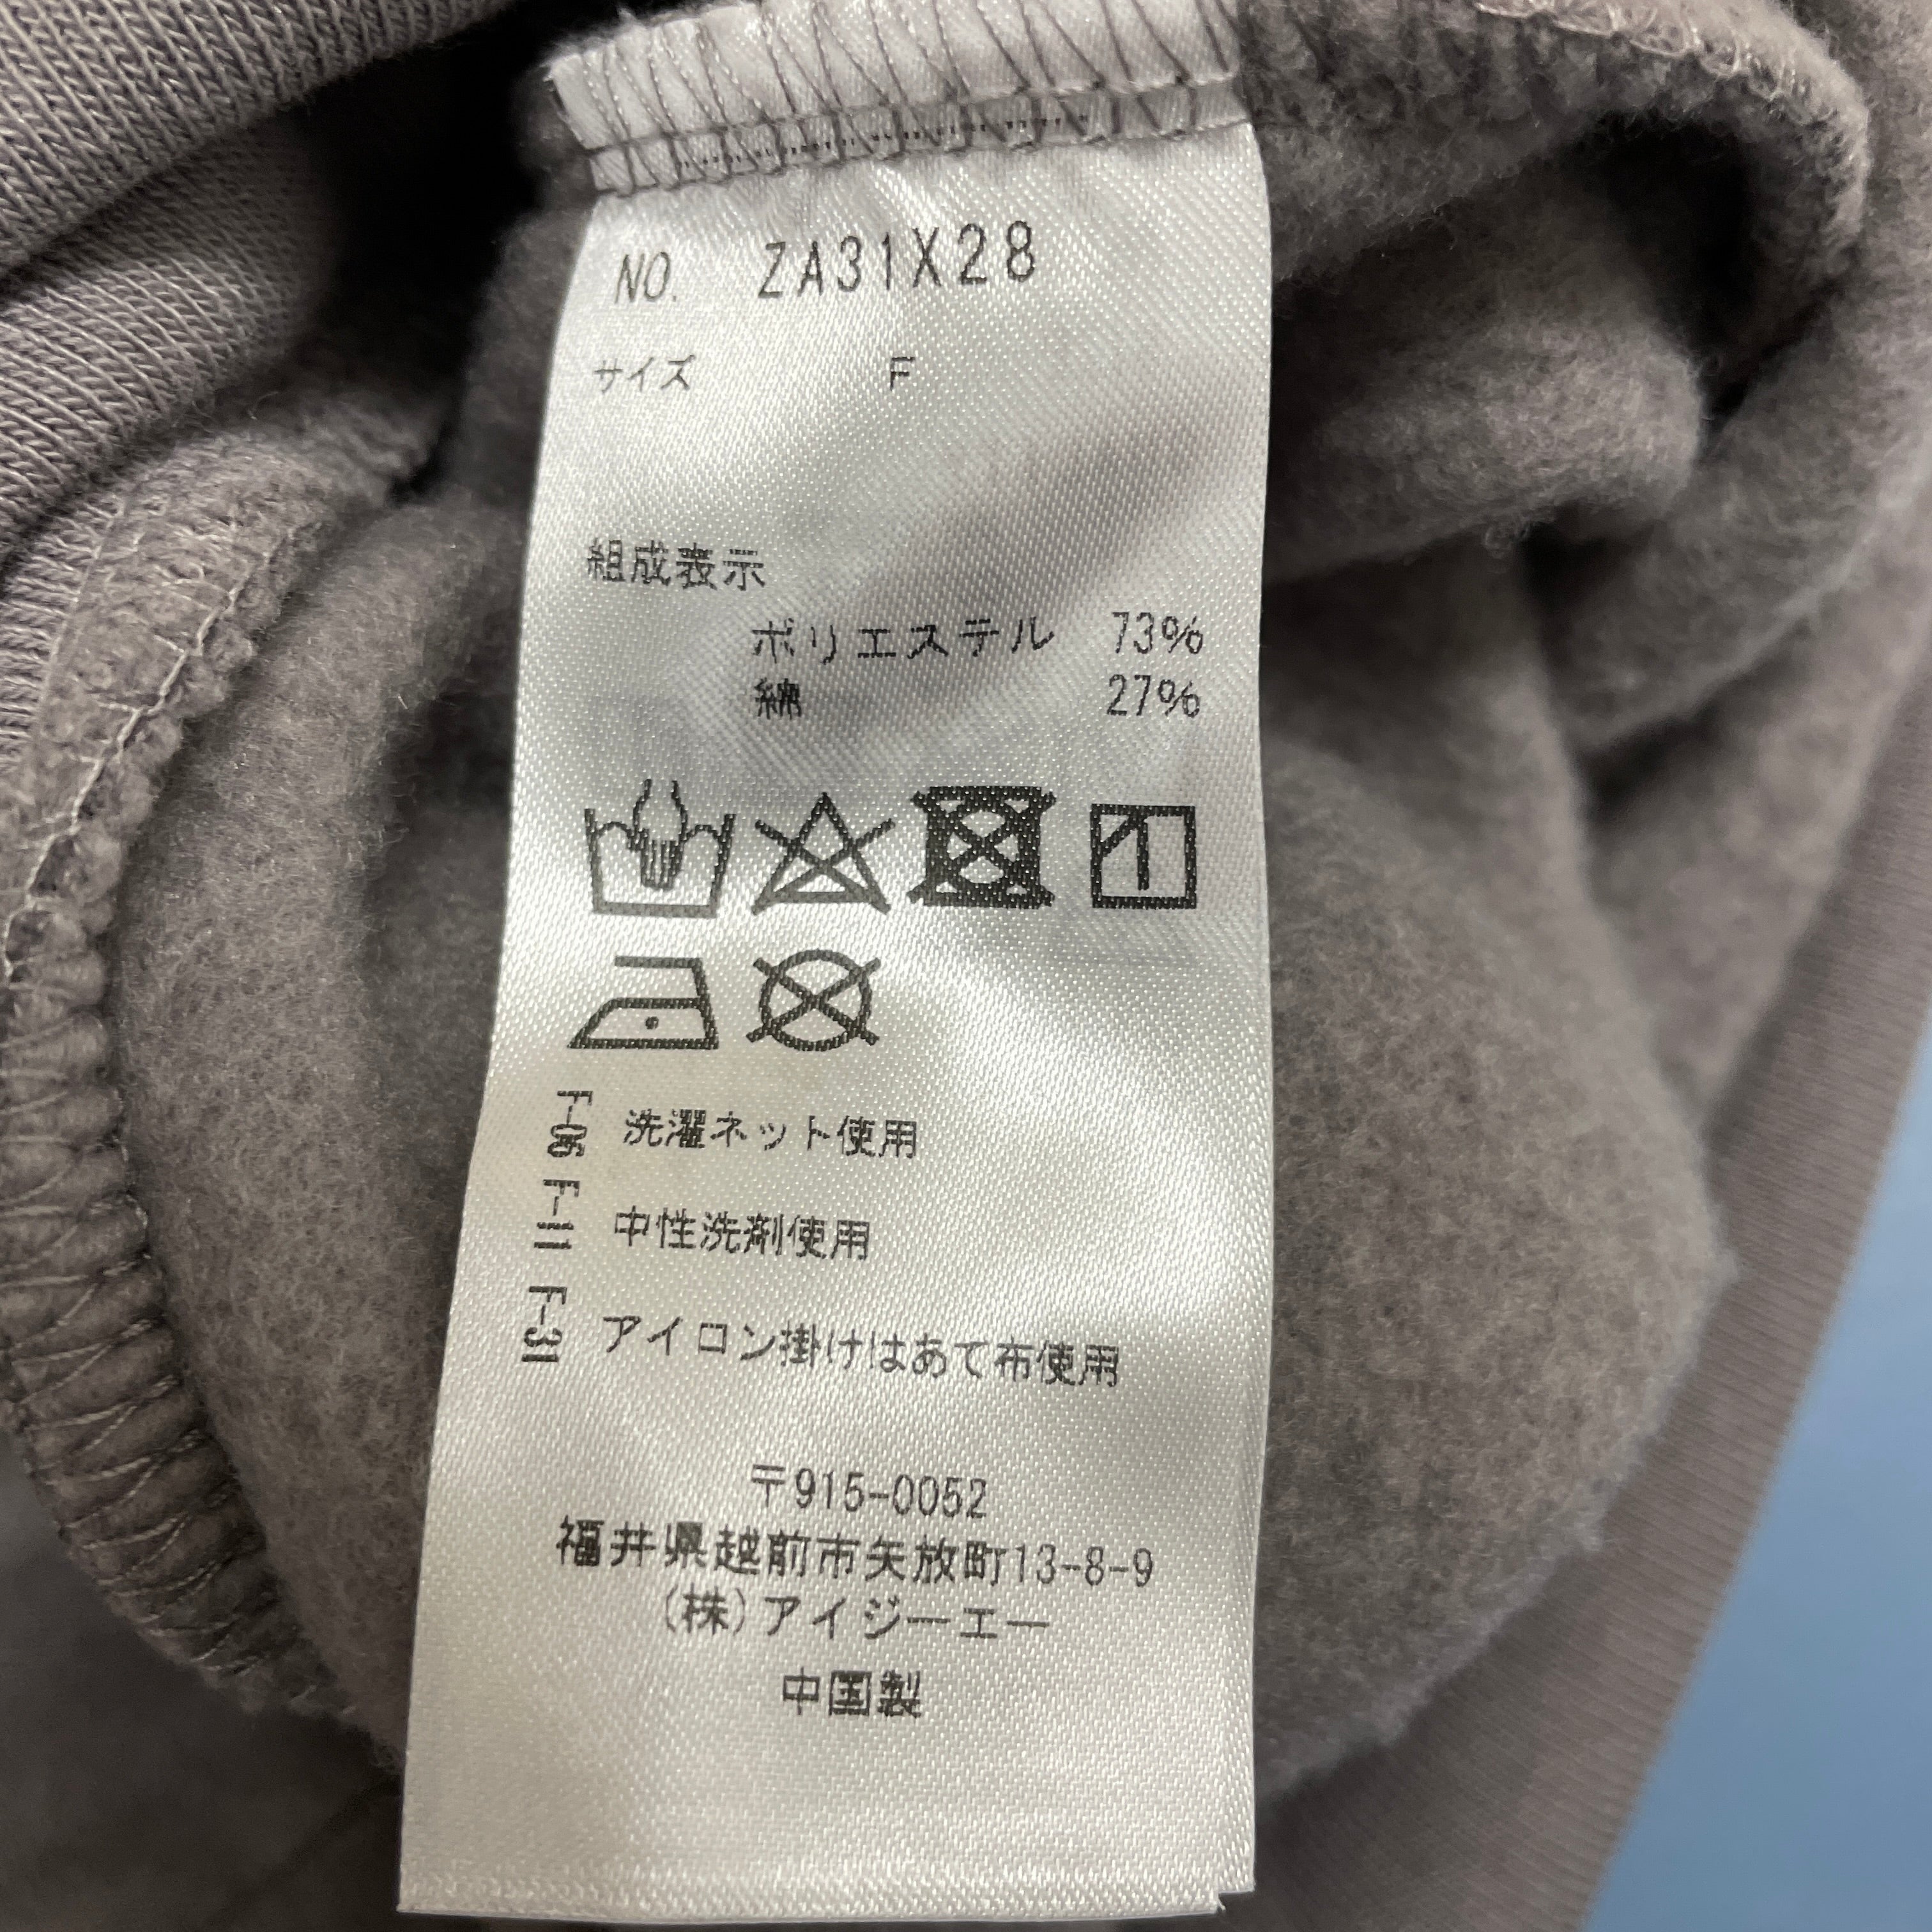 NO. ZA31X28
サイズ F
組成表示
ポリエステル 73%
綿 27%
F-06 洗濯ネット使用
F-11 中性洗剤使用
F-31 アイロン掛けはあて布使用
〒915-0052
福井県越前市矢放町13-8-9
(株)アイジーエー
中国製